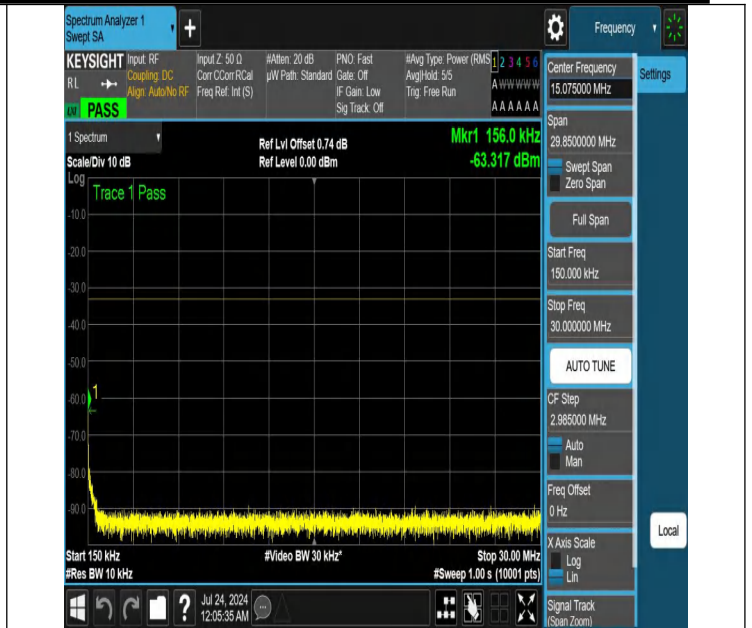 Spectrum Analyzer 1
Swept SA
Frequency
KEYSIGHT
RL
PASS
Input: RF
Coupling: DC
Align: Auto/No RF
Input Z: 50 Ω
Corr CCorr RCal
Freq Ref: Int (S)
#Atten: 20 dB
µW Path: Standard
PNO: Fast
Gate: Off
IF Gain: Low
Sig Track: Off
#Avg Type: Power (RMS
Avg|Hold: 5/5
Trig: Free Run
1 2 3 4 5 6
A W W W W W
A A A A A A
1 Spectrum
Scale/Div 10 dB
Ref Lvl Offset 0.74 dB
Ref Level 0.00 dBm
Mkr1 156.0 kHz
-63.317 dBm
Log
Trace 1 Pass
-10.0
-20.0
-30.0
-40.0
-50.0
1
-60.0
-70.0
-80.0
-90.0
Start 150 kHz
#Video BW 30 kHz*
Stop 30.00 MHz
#Res BW 10 kHz
#Sweep 1.00 s (10001 pts)
?
Jul 24, 2024
12:05:35 AM
Center Frequency
15.075000 MHz
Settings
Span
29.8500000 MHz
Swept Span
Zero Span
Full Span
Start Freq
150.000 kHz
Stop Freq
30.000000 MHz
AUTO TUNE
CF Step
2.985000 MHz
Auto
Man
Freq Offset
0 Hz
Local
X Axis Scale
Log
Lin
Signal Track
(Span Zoom)